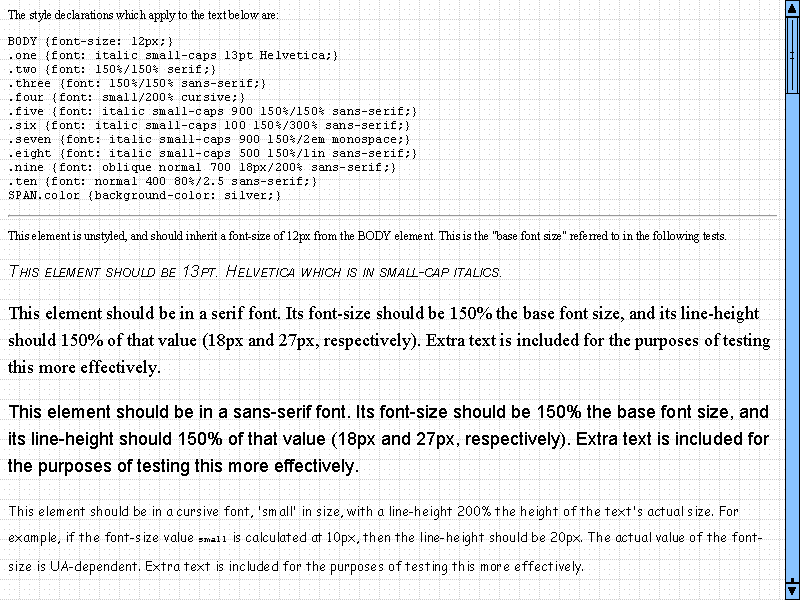 The style declarations which apply to the text below are:
BODY {font-size: 12px;}
.one {font: italic small-caps 13pt Helvetica;}
.two {font: 150%/150% serif;}
.three {font: 150%/150% sans-serif;}
.four {font: small/200% cursive;}
.five {font: italic small-caps 900 150%/150% sans-serif;}
.six {font: italic small-caps 100 150%/300% sans-serif;}
.seven {font: italic small-caps 900 150%/2em monospace;}
.eight {font: italic small-caps 500 150%/1in sans-serif;}
.nine {font: oblique normal 700 18px/200% sans-serif;}
.ten {font: normal 400 80%/2.5 sans-serif;}
SPAN.color {background-color: silver;}
This element is unstyled, and should inherit a font-size of 12px from the BODY element. This is the "base font size" referred to in the following tests.
This element should be 13pt. Helvetica which is in small-cap italics.
This element should be in a serif font. Its font-size should be 150% the base font size, and its line-height
should 150% of that value (18px and 27px, respectively). Extra text is included for the purposes of testing
this more effectively.
This element should be in a sans-serif font. Its font-size should be 150% the base font size, and
its line-height should 150% of that value (18px and 27px, respectively). Extra text is included for
the purposes of testing this more effectively.
This element should be in a cursive font, 'small' in size, with a line-height 200% the height of the text's actual size. For
example, if the font-size value small is calculated at 10px, then the line-height should be 20px. The actual value of the font-
size is UA-dependent. Extra text is included for the purposes of testing this more effectively.